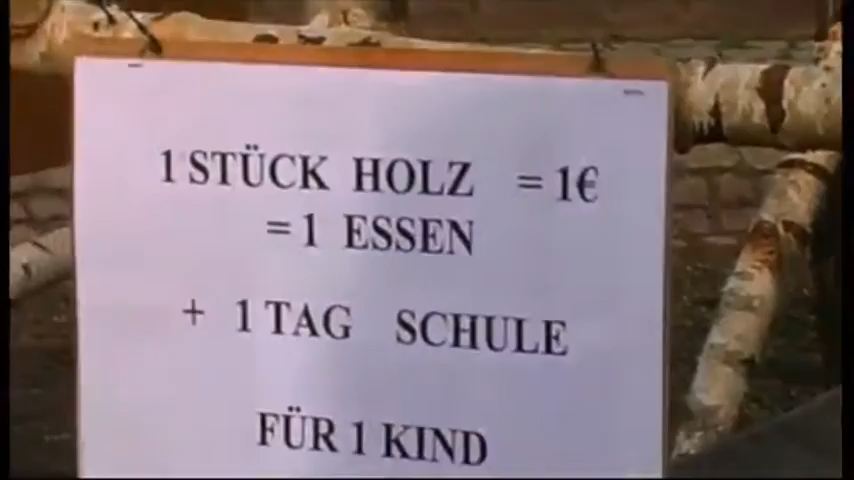 1 STÜCK HOLZ = 1€
= 1 ESSEN
+ 1 TAG SCHULE
FÜR 1 KIND